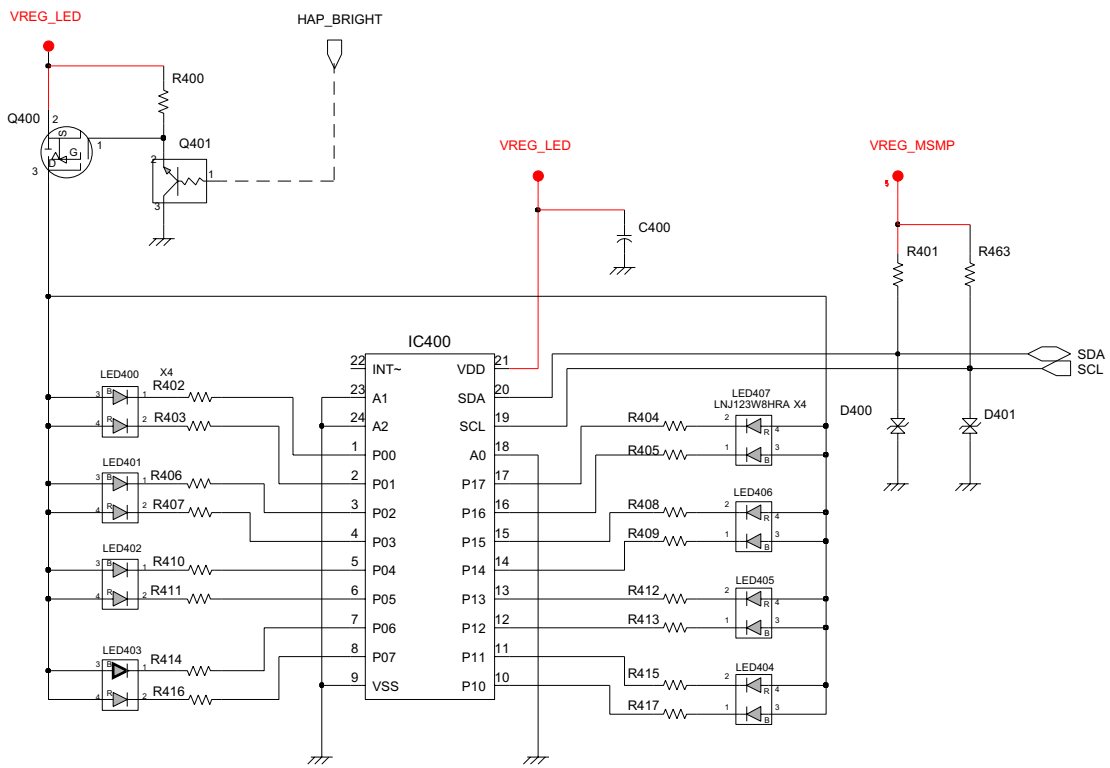 VREG_LED
HAP_BRIGHT
R400
Q400
2
S
G
D
1
3
Q401
2
1
3
VREG_LED
C400
VREG_MSMP
5
R401
R463
SDA
SCL
D400
D401
IC400
22 INT~
23 A1
24 A2
1 P00
2 P01
3 P02
4 P03
5 P04
6 P05
7 P06
8 P07
9 VSS
VDD 21
SDA 20
SCL 19
A0 18
P17 17
P16 16
P15 15
P14 14
P13 13
P12 12
P11 11
P10 10
LED400
X4
3 B 1 R402
4 R 2 R403
LED401
3 B 1 R406
4 R 2 R407
LED402
3 B 1 R410
4 R 2 R411
LED403
3 B 1 R414
4 R 2 R416
LED407
LNJ123W8HRA X4
R404 2 R 4
R405 1 B 3
LED406
R408 2 R 4
R409 1 B 3
LED405
R412 2 R 4
R413 1 B 3
LED404
R415 2 R 4
R417 1 B 3